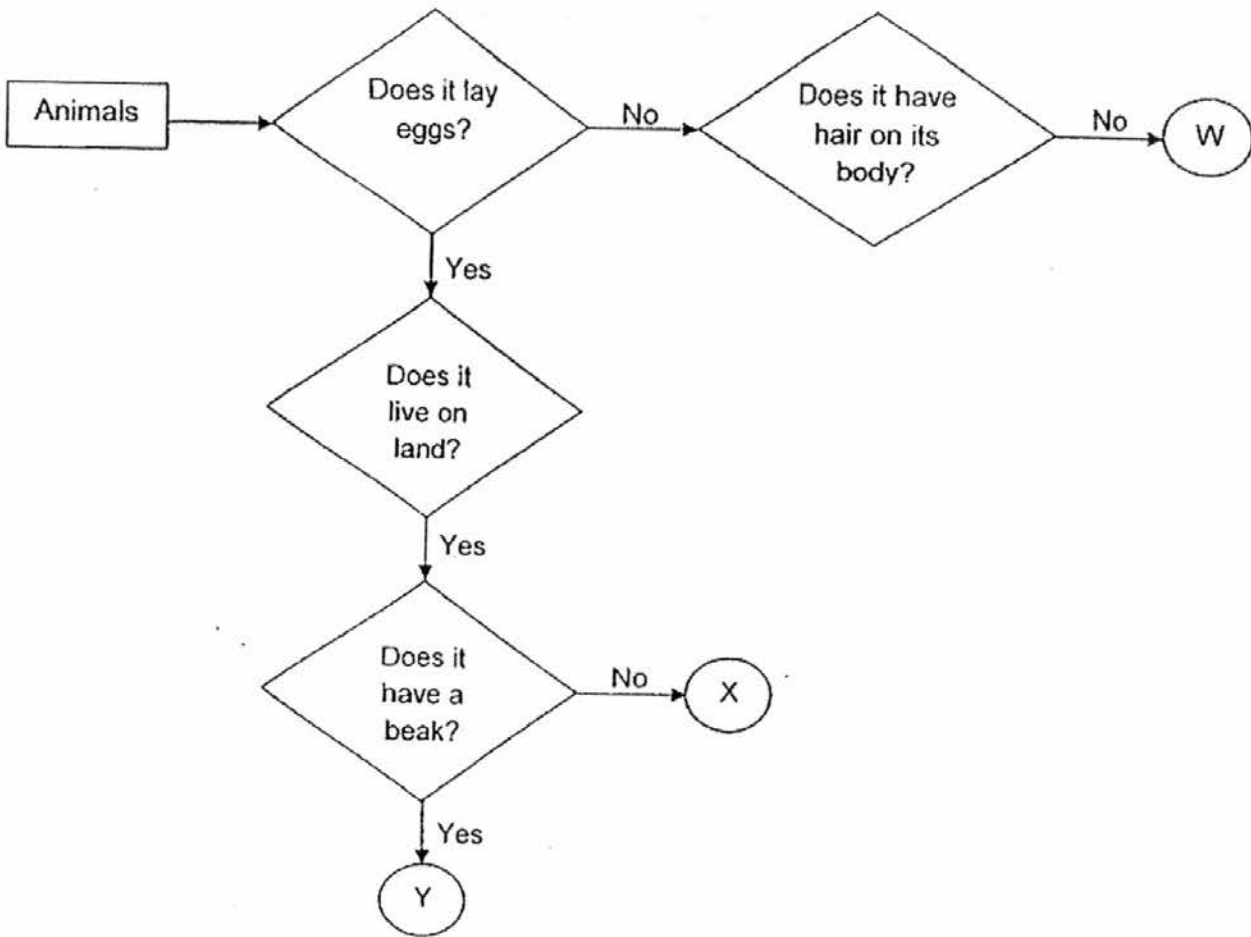 Animals
Does it lay
eggs?
No
Does it have
hair on its
body?
No
W
Yes
Does it
live on
land?
Yes
Does it
have a
beak?
No
X
Yes
Y